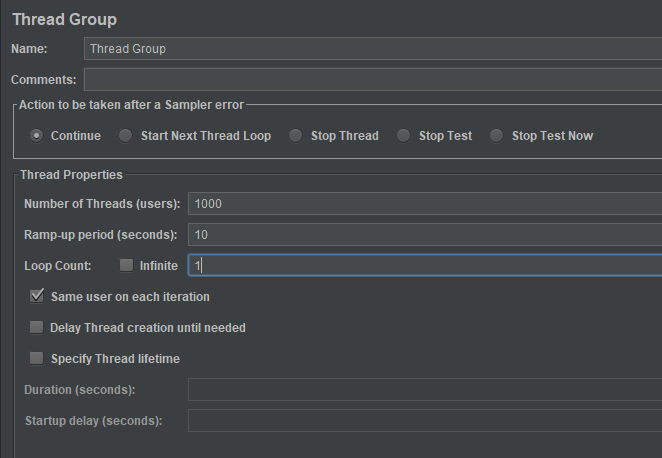 Thread Group
Name: Thread Group
Comments:
Action to be taken after a Sampler error
Continue Start Next Thread Loop Stop Thread Stop Test Stop Test Now
Thread Properties
Number of Threads (users): 1000
Ramp-up period (seconds): 10
Loop Count: Infinite 1
Same user on each iteration
Delay Thread creation until needed
Specify Thread lifetime
Duration (seconds):
Startup delay (seconds):